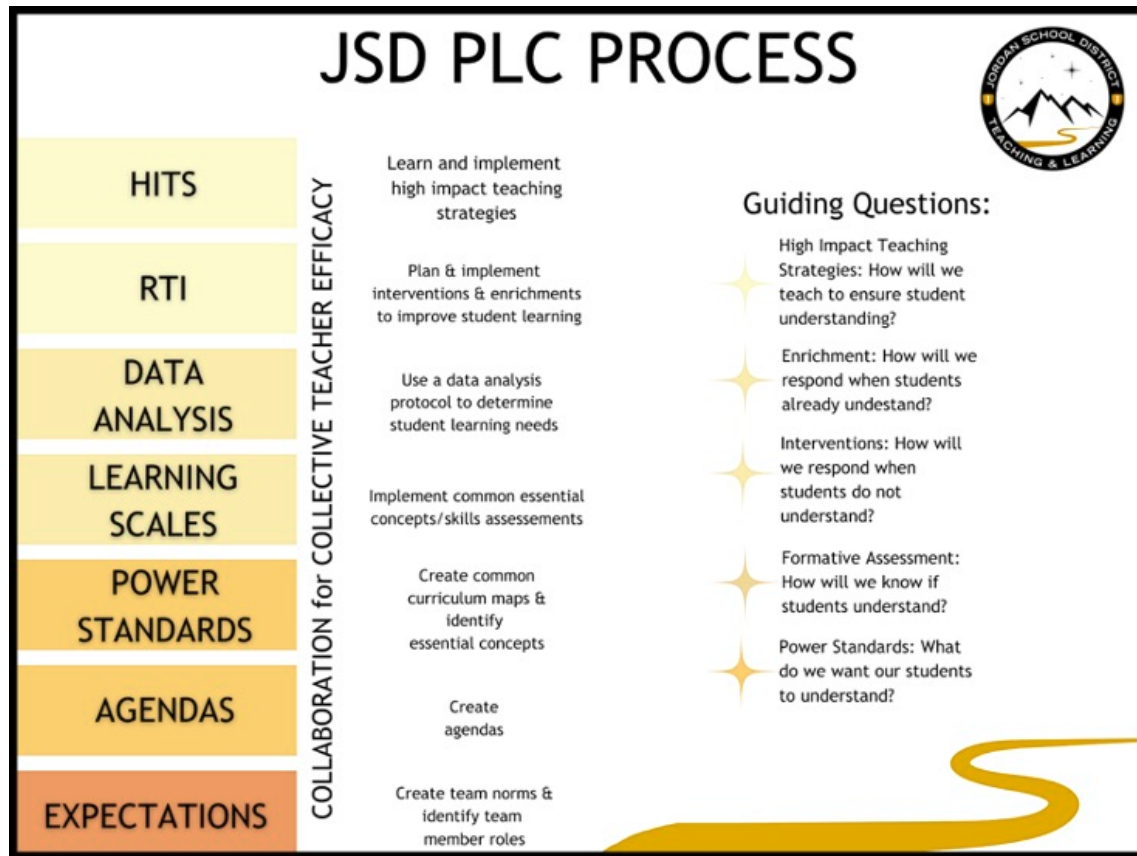 JSD PLC PROCESS
JORDAN SCHOOL DISTRICT
TEACHING & LEARNING
HITS
RTI
DATA
ANALYSIS
LEARNING
SCALES
POWER
STANDARDS
AGENDAS
EXPECTATIONS
COLLABORATION for COLLECTIVE TEACHER EFFICACY
Learn and implement
high impact teaching
strategies
Plan & implement
interventions & enrichments
to improve student learning
Use a data analysis
protocol to determine
student learning needs
Implement common essential
concepts/skills assessements
Create common
curriculum maps &
identify
essential concepts
Create
agendas
Create team norms &
identify team
member roles
Guiding Questions:
High Impact Teaching
Strategies: How will we
teach to ensure student
understanding?
Enrichment: How will we
respond when students
already undestand?
Interventions: How will
we respond when
students do not
understand?
Formative Assessment:
How will we know if
students understand?
Power Standards: What
do we want our students
to understand?